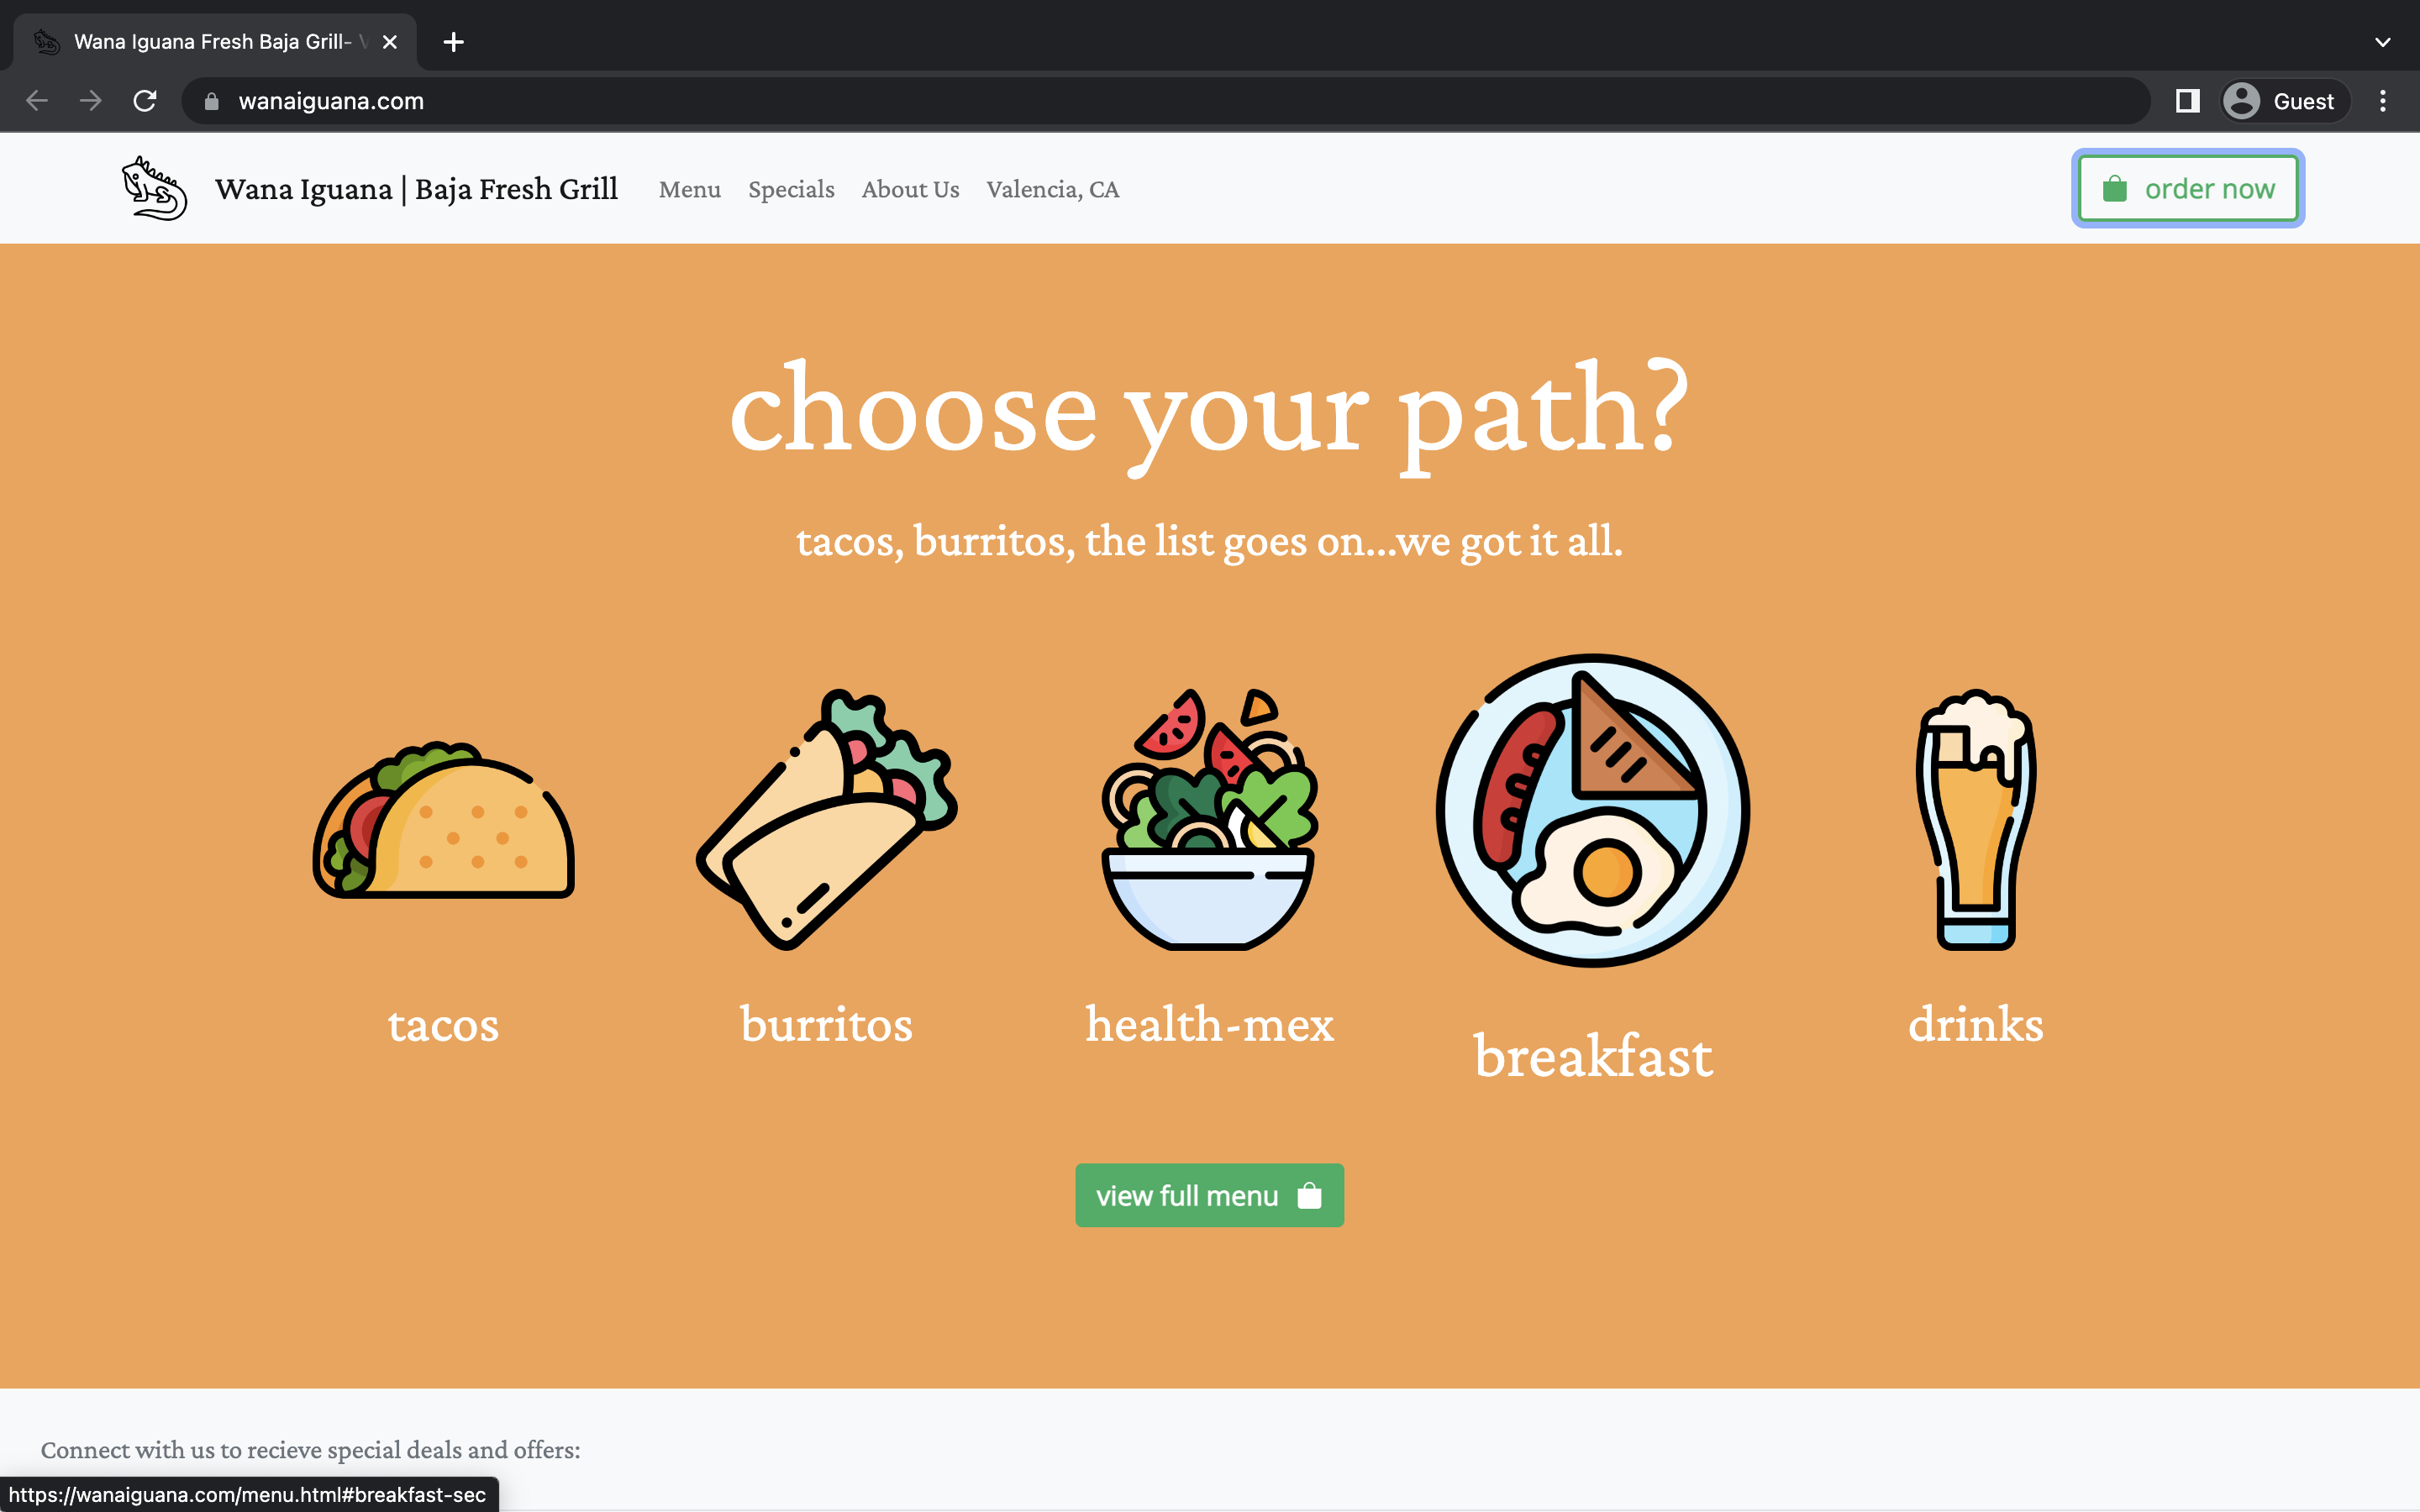 Wana Iguana Fresh Baja Grill-
wanaiguana.com
Guest
Wana Iguana | Baja Fresh Grill
Menu
Specials
About Us
Valencia, CA
order now
choose your path?
tacos, burritos, the list goes on...we got it all.
tacos
burritos
health-mex
breakfast
drinks
view full menu
Connect with us to recieve special deals and offers:
https://wanaiguana.com/menu.html#breakfast-sec